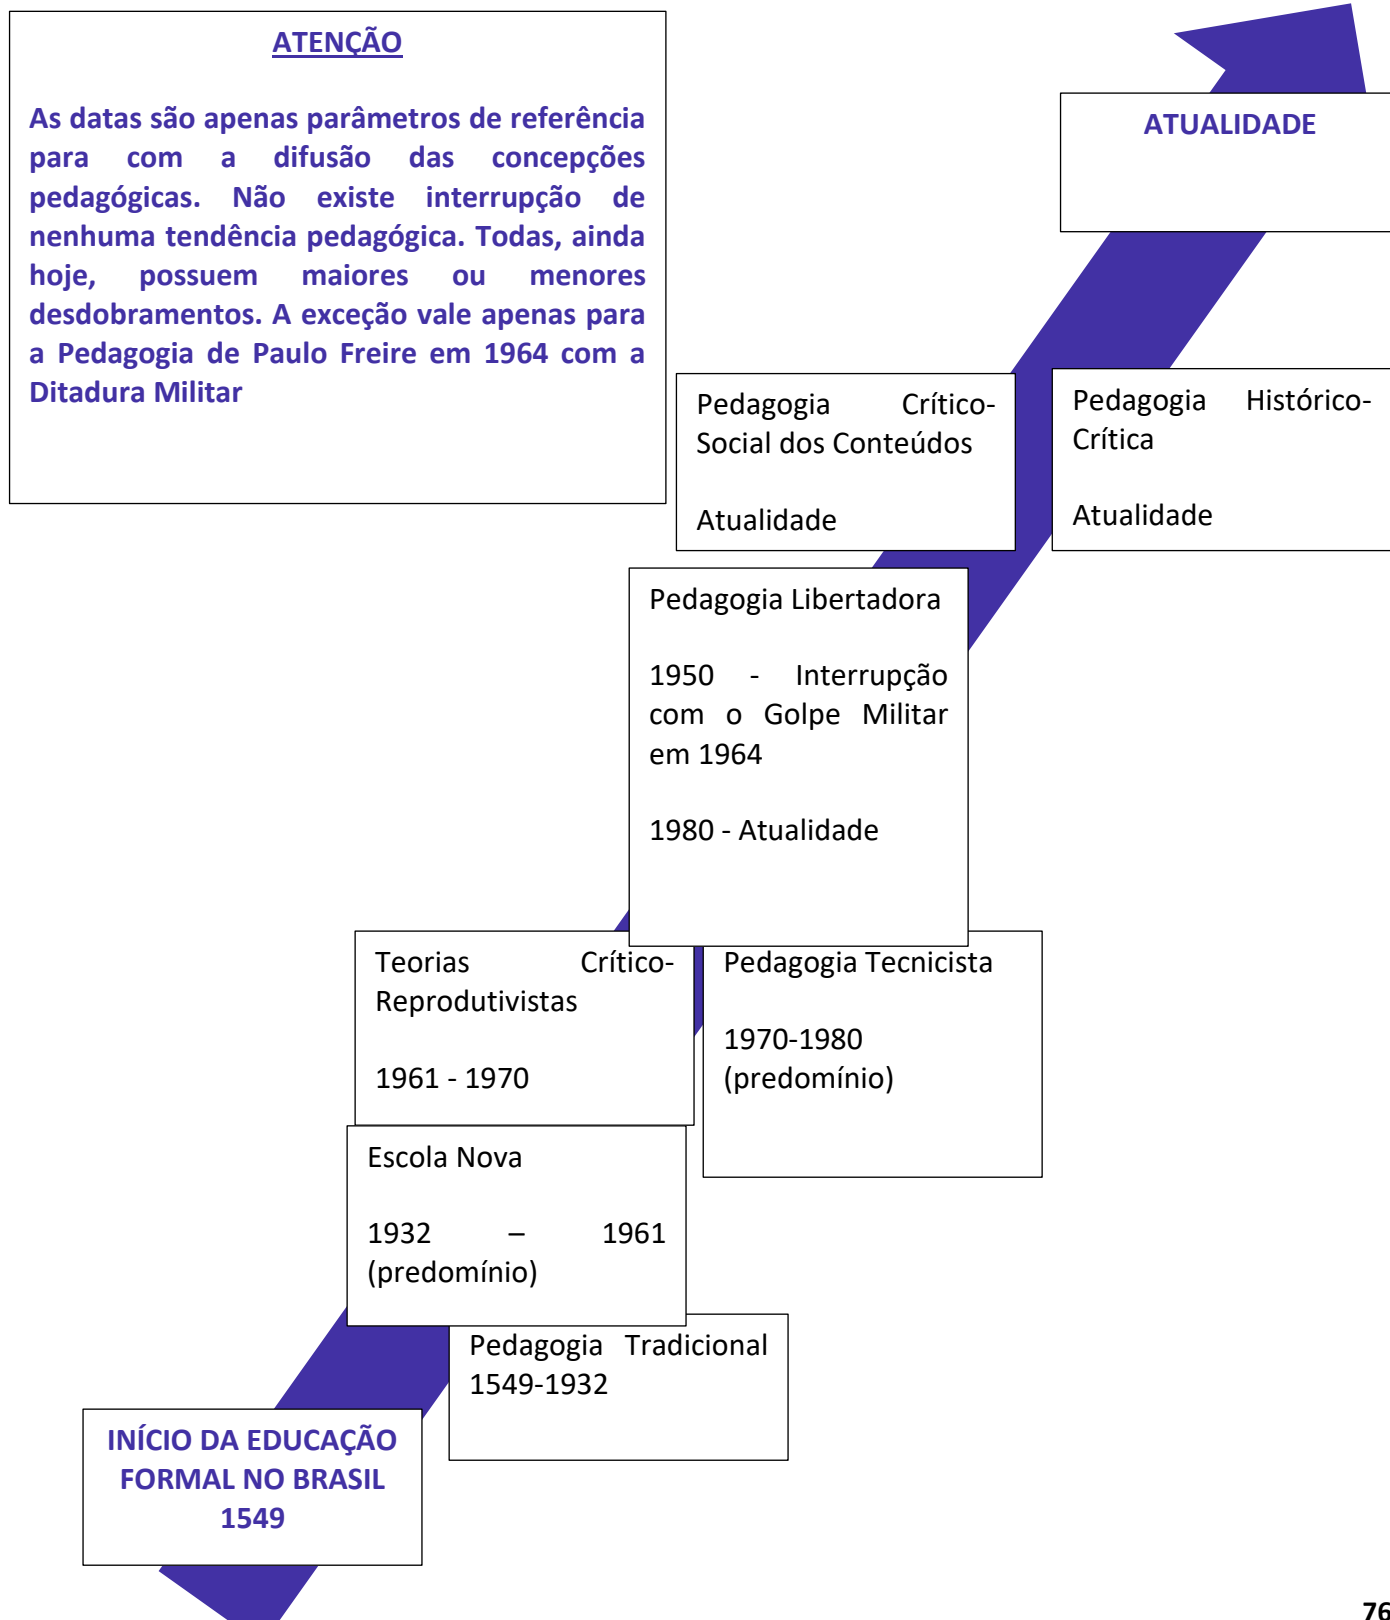 ATENÇÃO
As datas são apenas parâmetros de referência
para com a difusão das concepções
pedagógicas. Não existe interrupção de
nenhuma tendência pedagógica. Todas, ainda
hoje, possuem maiores ou menores
desdobramentos. A exceção vale apenas para
a Pedagogia de Paulo Freire em 1964 com a
Ditadura Militar
ATUALIDADE
Pedagogia Crítico-
Social dos Conteúdos
Atualidade
Pedagogia Histórico-
Crítica
Atualidade
Pedagogia Libertadora
1950 - Interrupção
com o Golpe Militar
em 1964
1980 - Atualidade
Teorias Crítico-
Reprodutivistas
1961 - 1970
Pedagogia Tecnicista
1970-1980
(predomínio)
Escola Nova
1932 – 1961
(predomínio)
Pedagogia Tradicional
1549-1932
INÍCIO DA EDUCAÇÃO
FORMAL NO BRASIL
1549
76